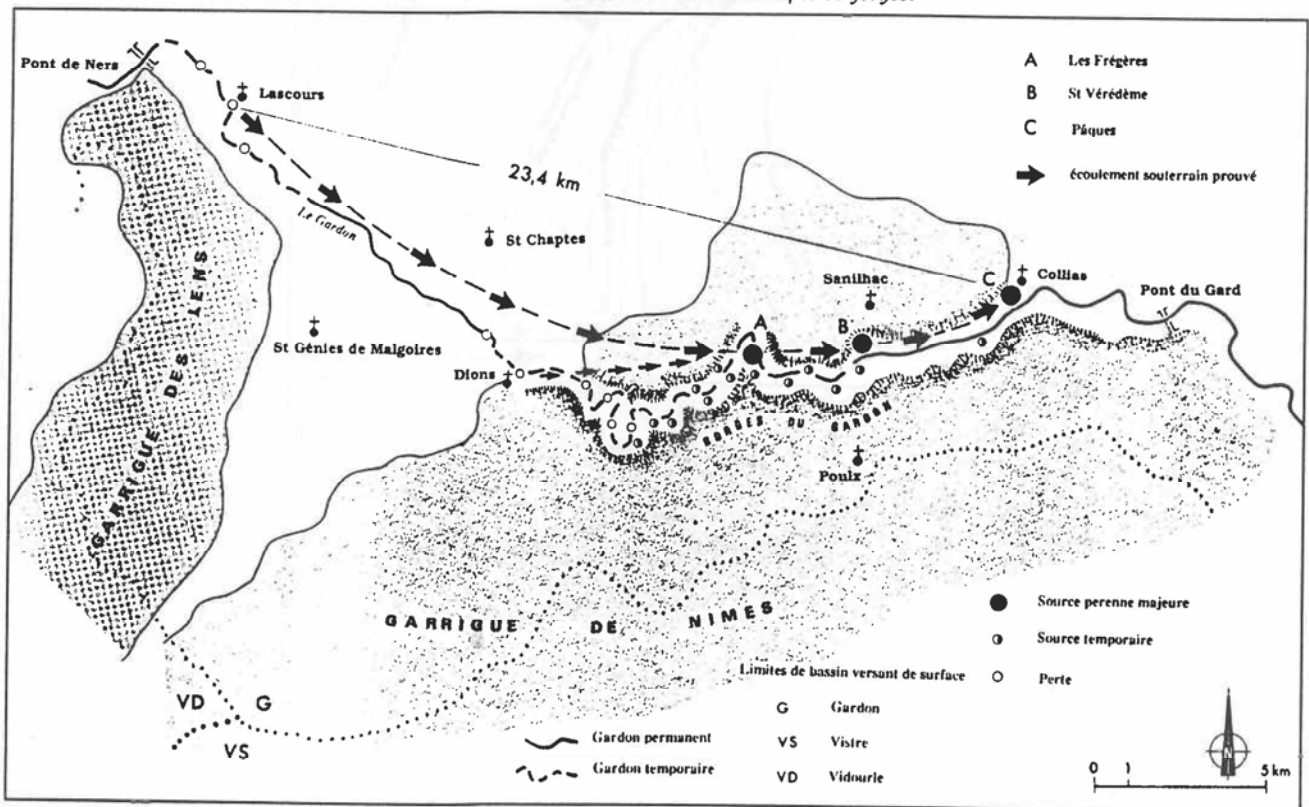 Pont de Ners
Lascours
A Les Frégères
B St Vérédème
C Pâques
écoulement souterrain prouvé
23,4 km
Le Gardon
St Chaptes
Sanilhac
C
Collias
Pont du Gard
A
B
St Génies de Malgoires
Dions
GARRIGUE DES LENS
GORGES DU GARDON
Poulx
GARRIGUE DE NIMES
Source perenne majeure
Source temporaire
Perte
Limites de bassin versant de surface
G Gardon
VS Vistre
VD Vidourle
VD G
VS
Gardon permanent
Gardon temporaire
N
0 1 5 km